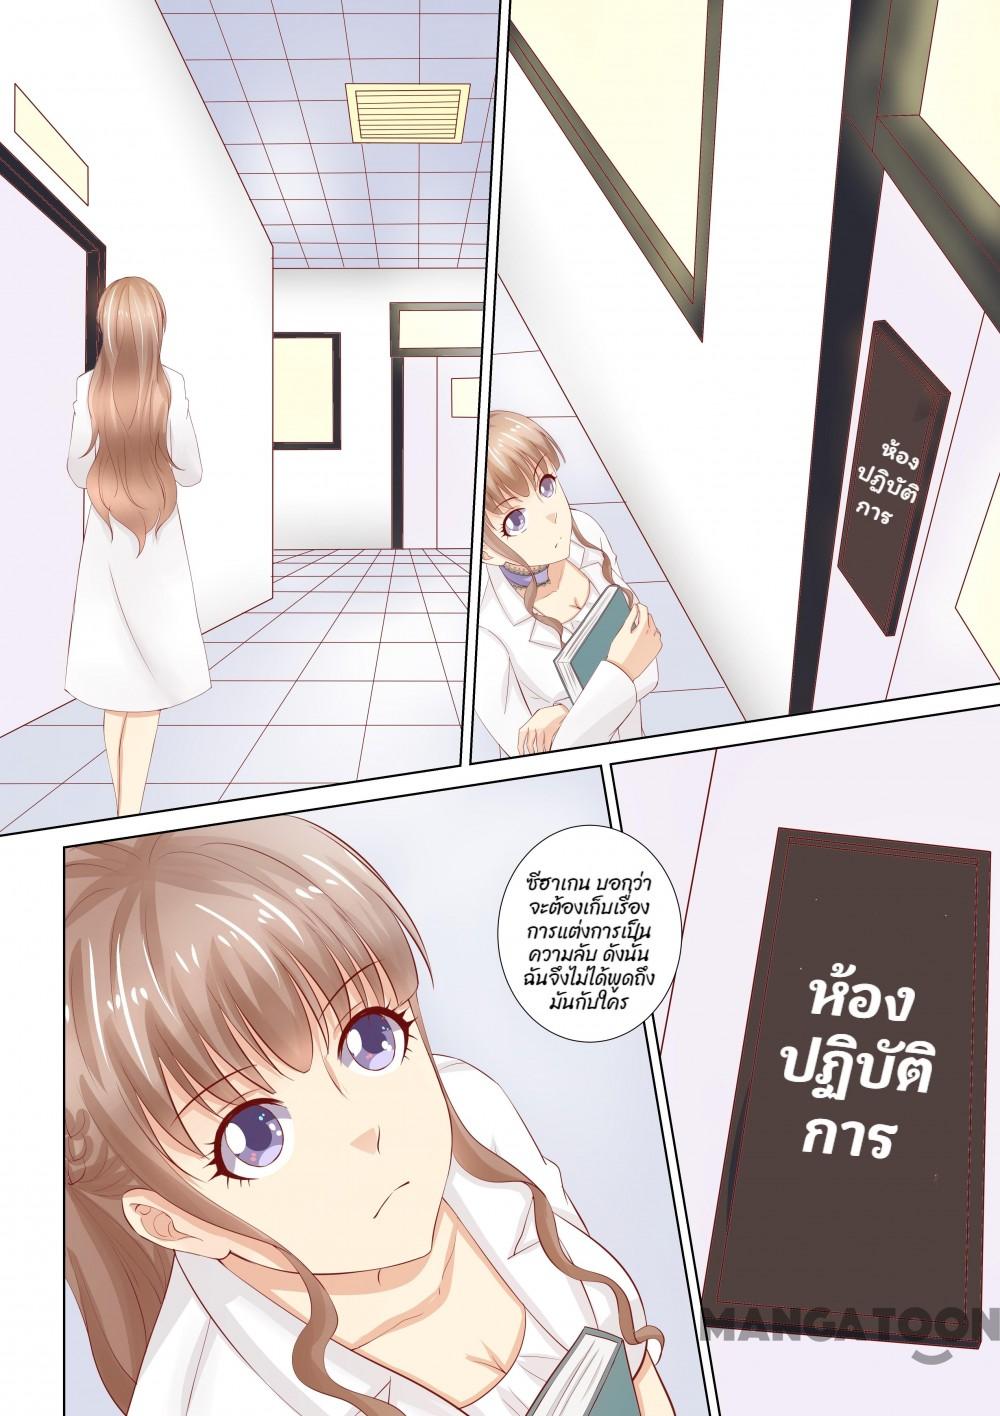 ห้อง
ปฏิบัติ
การ
ซีฮาเกน บอกว่า
จะต้องเก็บเรื่อง
การแต่งการเป็น
ความลับ ดังนั้น
ฉันจึงไม่ได้พูดถึง
มันกับใคร
ห้อง
ปฏิบัติ
การ
MANGATOON